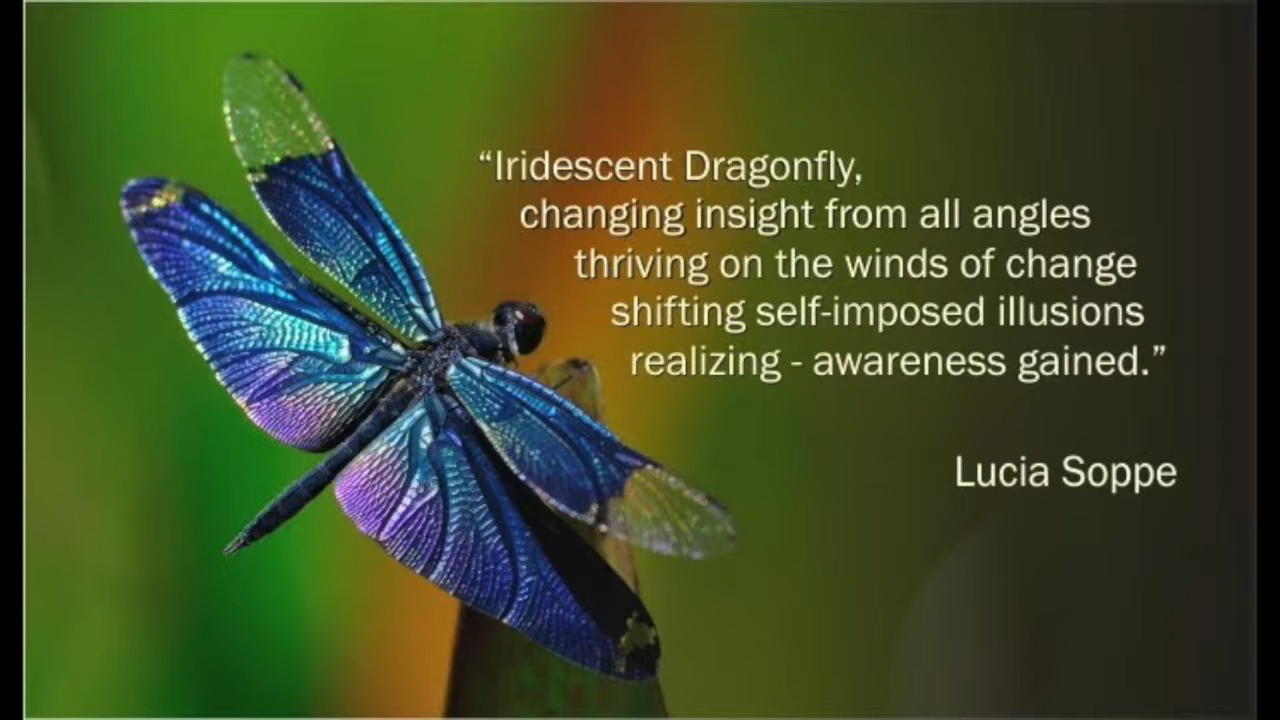 “Iridescent Dragonfly,
changing insight from all angles
thriving on the winds of change
shifting self-imposed illusions
realizing - awareness gained.”
Lucia Soppe